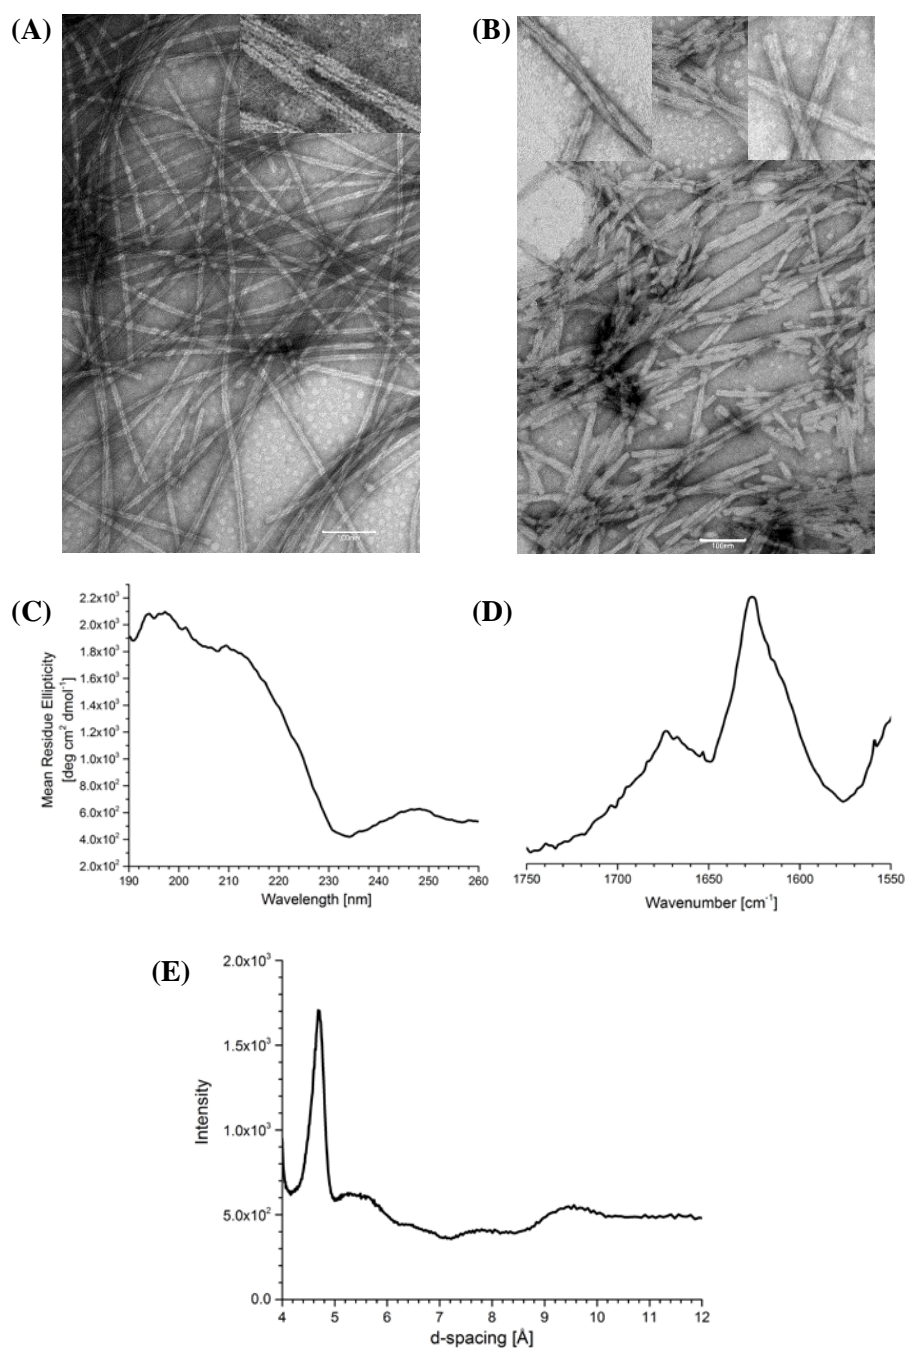 (A)
(B)
100nm
100nm
(C)
(D)
2.2x10³
2.0x10³
1.8x10³
1.6x10³
1.4x10³
1.2x10³
1.0x10³
8.0x10²
6.0x10²
4.0x10²
2.0x10²
Mean Residue Ellipticity
[deg cm² dmol⁻¹]
190 200 210 220 230 240 250 260
Wavelength [nm]
1750 1700 1650 1600 1550
Wavenumber [cm⁻¹]
(E)
2.0x10³
1.5x10³
1.0x10³
5.0x10²
0.0
Intensity
4 5 6 7 8 9 10 11 12
d-spacing [Å]